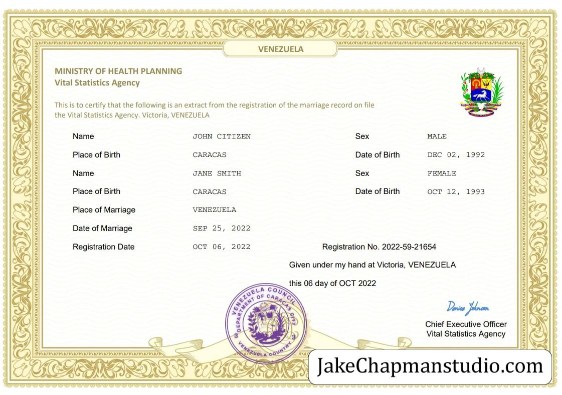 VENEZUELA
MINISTRY OF HEALTH PLANNING
Vital Statistics Agency
This is to certify that the following is an extract from the registration of the marriage record on file
the Vital Statistics Agency. Victoria, VENEZUELA
Name JOHN CITIZEN Sex MALE
Place of Birth CARACAS Date of Birth DEC 02, 1992
Name JANE SMITH Sex FEMALE
Place of Birth CARACAS Date of Birth OCT 12, 1993
Place of Marriage VENEZUELA
Date of Marriage SEP 25, 2022
Registration Date OCT 06, 2022 Registration No. 2022-59-21654
Given under my hand at Victoria, VENEZUELA
this 06 day of OCT 2022
VENEZUELA COUNCIL
DEPARTMENT OF CARACAS CITY
VENEZUELA COUNTRY
Denise Johnson
Chief Executive Officer
Vital Statistics Agency
JakeChapmanstudio.com